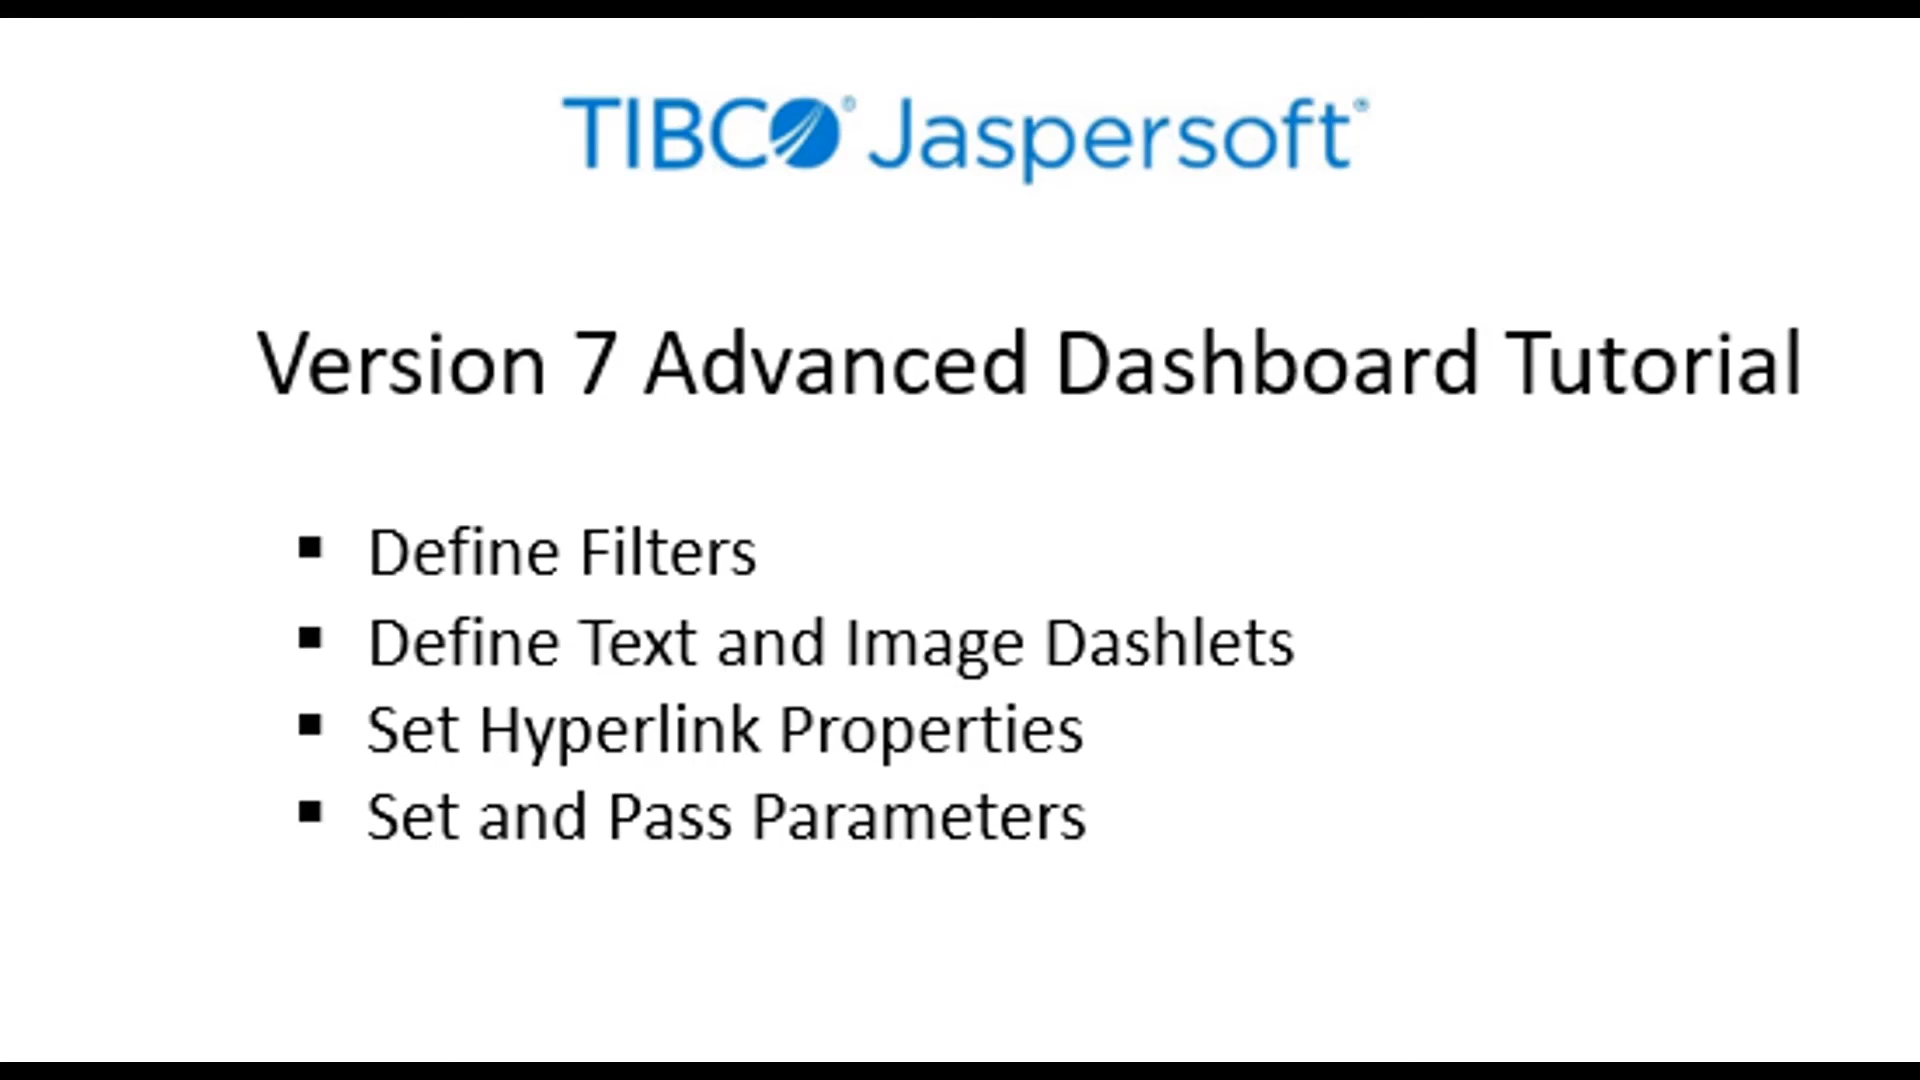 TIBCO® Jaspersoft®
Version 7 Advanced Dashboard Tutorial
▪ Define Filters
▪ Define Text and Image Dashlets
▪ Set Hyperlink Properties
▪ Set and Pass Parameters